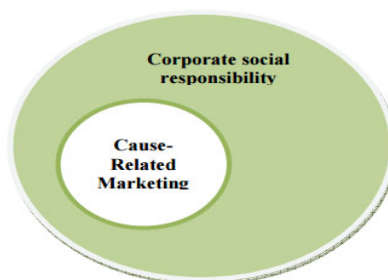 Corporate social
responsibility
Cause-
Related
Marketing